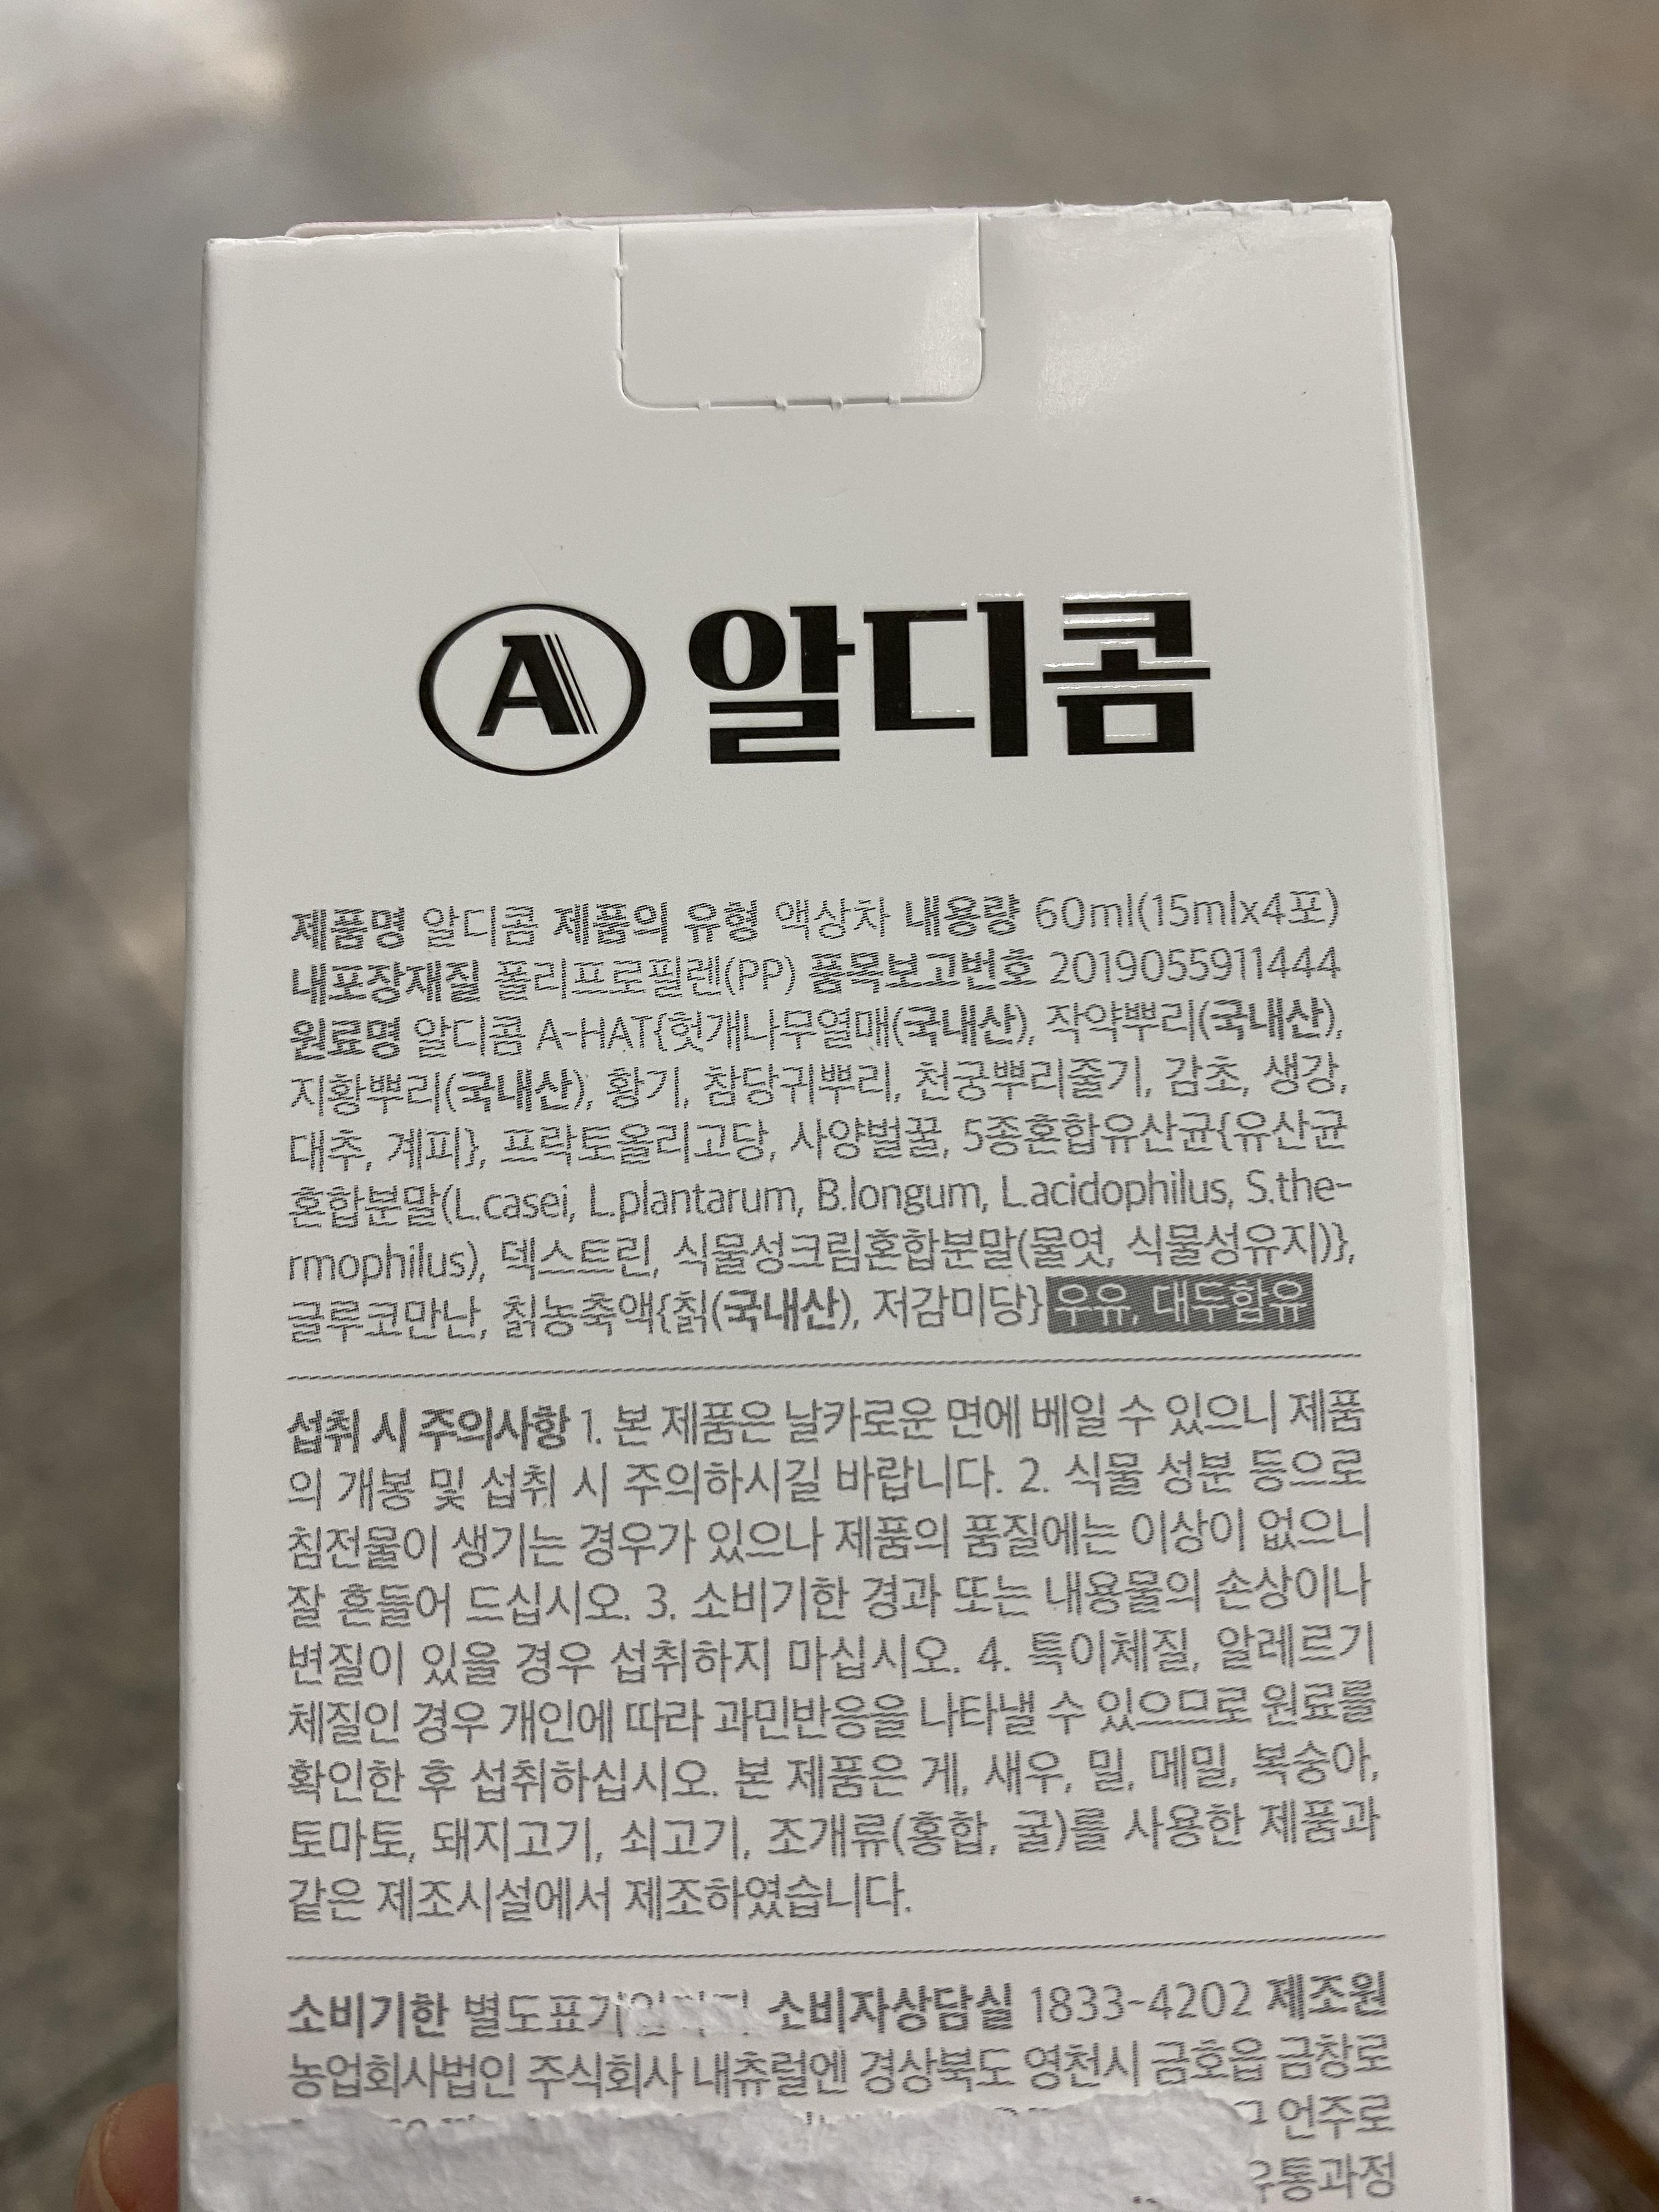 A 알디콤
제품명 알디콤 제품의 유형 액상차 내용량 60ml(15mlx4포)
내포장재질 폴리프로필렌(PP) 품목보고번호 2019055911444
원료명 알디콤 A-HAT{헛개나무열매(국내산), 작약뿌리(국내산),
지황뿌리(국내산), 황기, 참당귀뿌리, 천궁뿌리줄기, 감초, 생강,
대추, 계피}, 프락토올리고당, 사양벌꿀, 5종혼합유산균{유산균
혼합분말(L.casei, L.plantarum, B.longum, L.acidophilus, S.the-
rmophilus), 덱스트린, 식물성크림혼합분말(물엿, 식물성유지)},
글루코만난, 칡농축액{칡(국내산), 저감미당} 우유, 대두함유
섭취 시 주의사항 1. 본 제품은 날카로운 면에 베일 수 있으니 제품
의 개봉 및 섭취 시 주의하시길 바랍니다. 2. 식물 성분 등으로
침전물이 생기는 경우가 있으나 제품의 품질에는 이상이 없으니
잘 흔들어 드십시오. 3. 소비기한 경과 또는 내용물의 손상이나
변질이 있을 경우 섭취하지 마십시오. 4. 특이체질, 알레르기
체질인 경우 개인에 따라 과민반응을 나타낼 수 있으므로 원료를
확인한 후 섭취하십시오. 본 제품은 게, 새우, 밀, 메밀, 복숭아,
토마토, 돼지고기, 쇠고기, 조개류(홍합, 굴)를 사용한 제품과
같은 제조시설에서 제조하였습니다.
소비기한 소비자상담실 1833-4202 제조원
농업회사법인 주식회사 내츄럴엔 경상북도 영천시 금호읍 금창로
언주로
유통과정